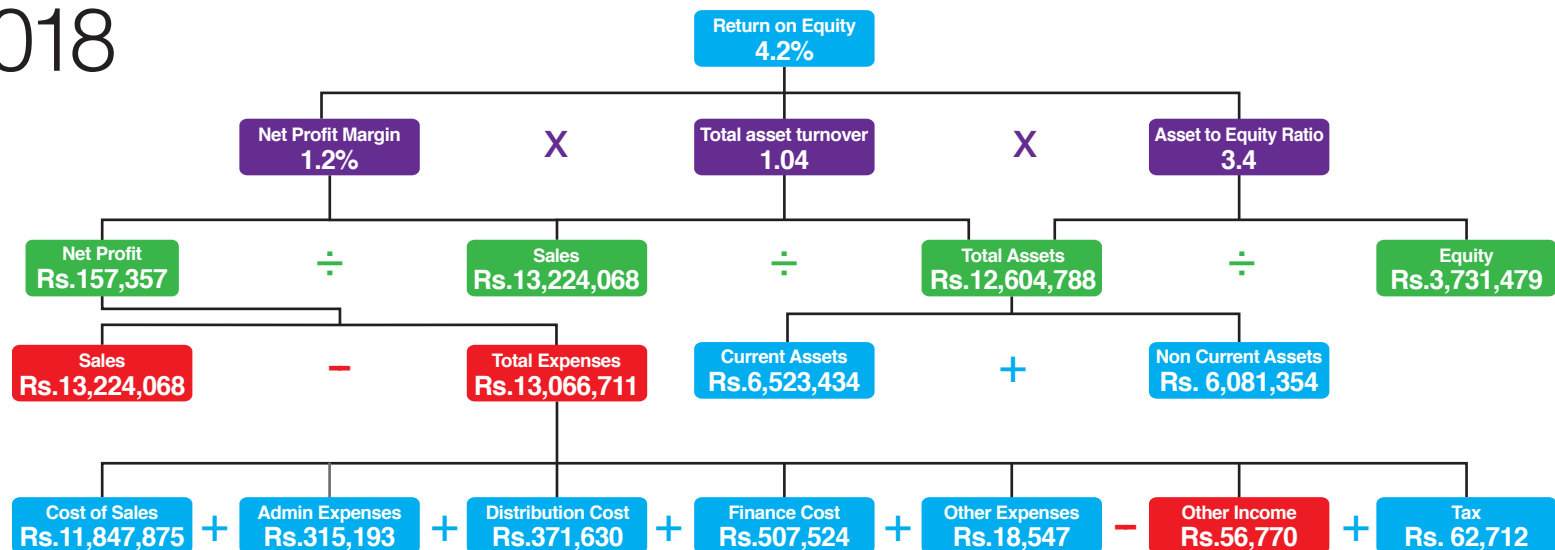 018
Return on Equity
4.2%
Net Profit Margin
1.2%
X
Total asset turnover
1.04
X
Asset to Equity Ratio
3.4
Net Profit
Rs.157,357
÷
Sales
Rs.13,224,068
÷
Total Assets
Rs.12,604,788
÷
Equity
Rs.3,731,479
Sales
Rs.13,224,068
–
Total Expenses
Rs.13,066,711
Current Assets
Rs.6,523,434
+
Non Current Assets
Rs. 6,081,354
Cost of Sales
Rs.11,847,875
+
Admin Expenses
Rs.315,193
+
Distribution Cost
Rs.371,630
+
Finance Cost
Rs.507,524
+
Other Expenses
Rs.18,547
–
Other Income
Rs.56,770
+
Tax
Rs. 62,712